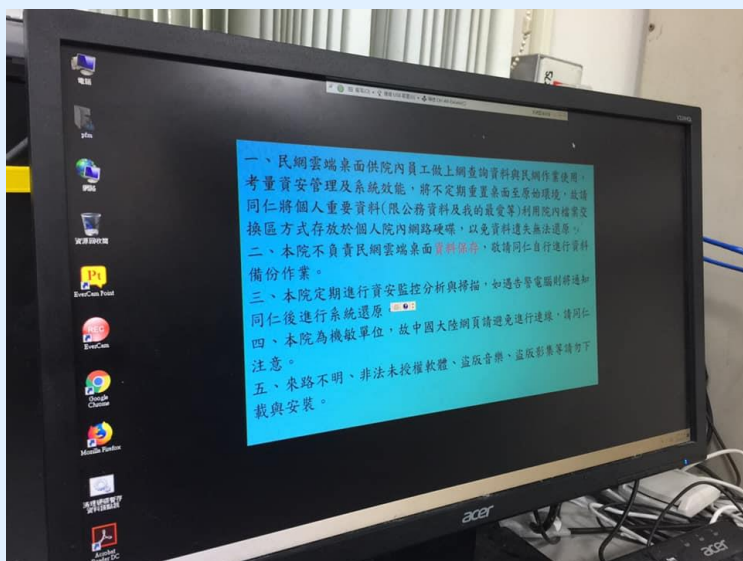 電腦
pfm
網路
資源回收筒
EverCam Point
REC
EverCam
Google
Chrome
Mozilla Firefox
Acrobat
Reader DC
一、民網雲端桌面供院內員工做上網查詢資料與民網作業使用,
考量資安管理及系統效能,將不定期重置桌面至原始環境,敬請
同仁將個人重要資料(限公務資料及我的最愛等)利用院內檔案交
換區方式存放於個人院內網路硬碟,以免資料遺失無法還原。
二、本院不負責民網雲端桌面資料保存,敬請同仁自行進行資料
備份作業。
三、本院定期進行資安監控分析與掃描,如遇告警電腦則將通知
同仁後進行系統還原
四、本院為機敏單位,故中國大陸網頁請避免進行連線,請同仁
注意。
五、來路不明、非法未授權軟體、盜版音樂、盜版影集等請勿下
載與安裝。
acer
acer